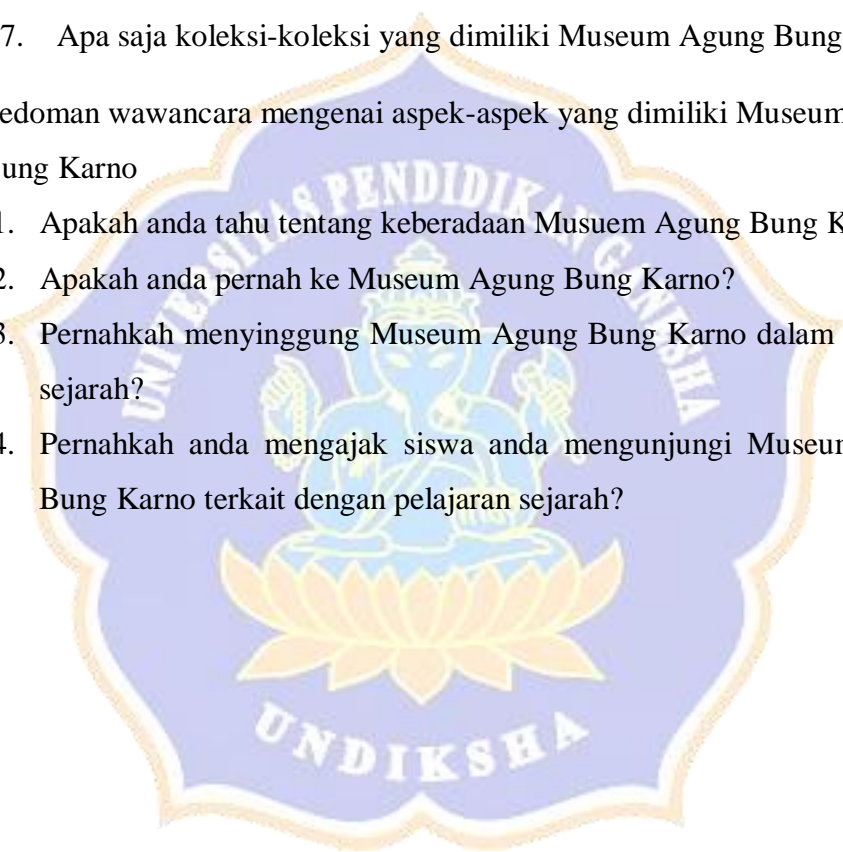 7. Apa saja koleksi-koleksi yang dimiliki Museum Agung Bung
edoman wawancara mengenai aspek-aspek yang dimiliki Museum
ung Karno
1. Apakah anda tahu tentang keberadaan Musuem Agung Bung K
2. Apakah anda pernah ke Museum Agung Bung Karno?
3. Pernahkah menyinggung Museum Agung Bung Karno dalam
sejarah?
4. Pernahkah anda mengajak siswa anda mengunjungi Museum
Bung Karno terkait dengan pelajaran sejarah?
UNIVERSITAS PENDIDIKAN GANESHA
UNDIKSHA